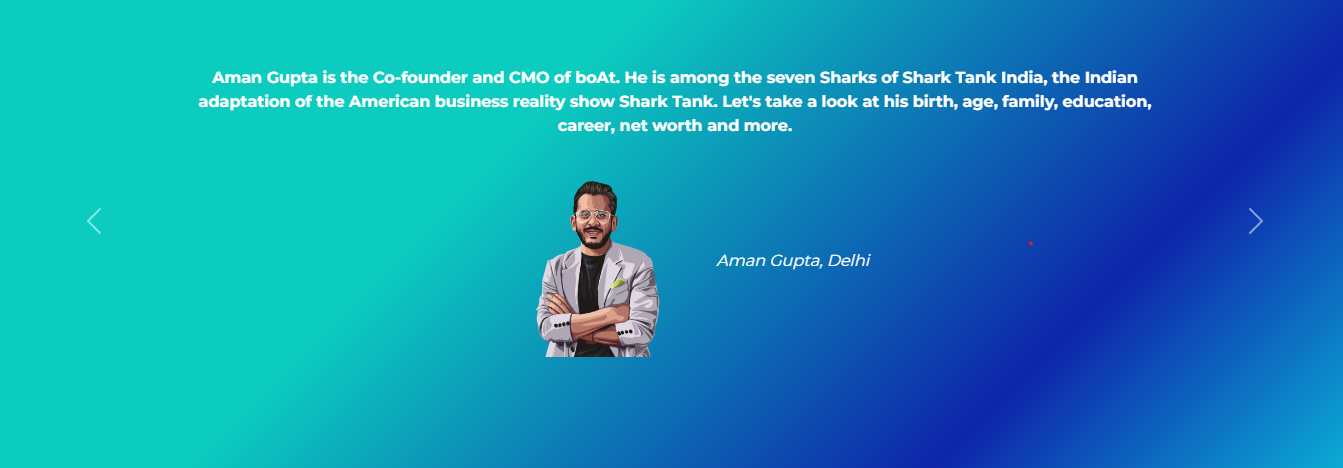 Aman Gupta is the Co-founder and CMO of boAt. He is among the seven Sharks of Shark Tank India, the Indian
adaptation of the American business reality show Shark Tank. Let's take a look at his birth, age, family, education,
career, net worth and more.
Aman Gupta, Delhi